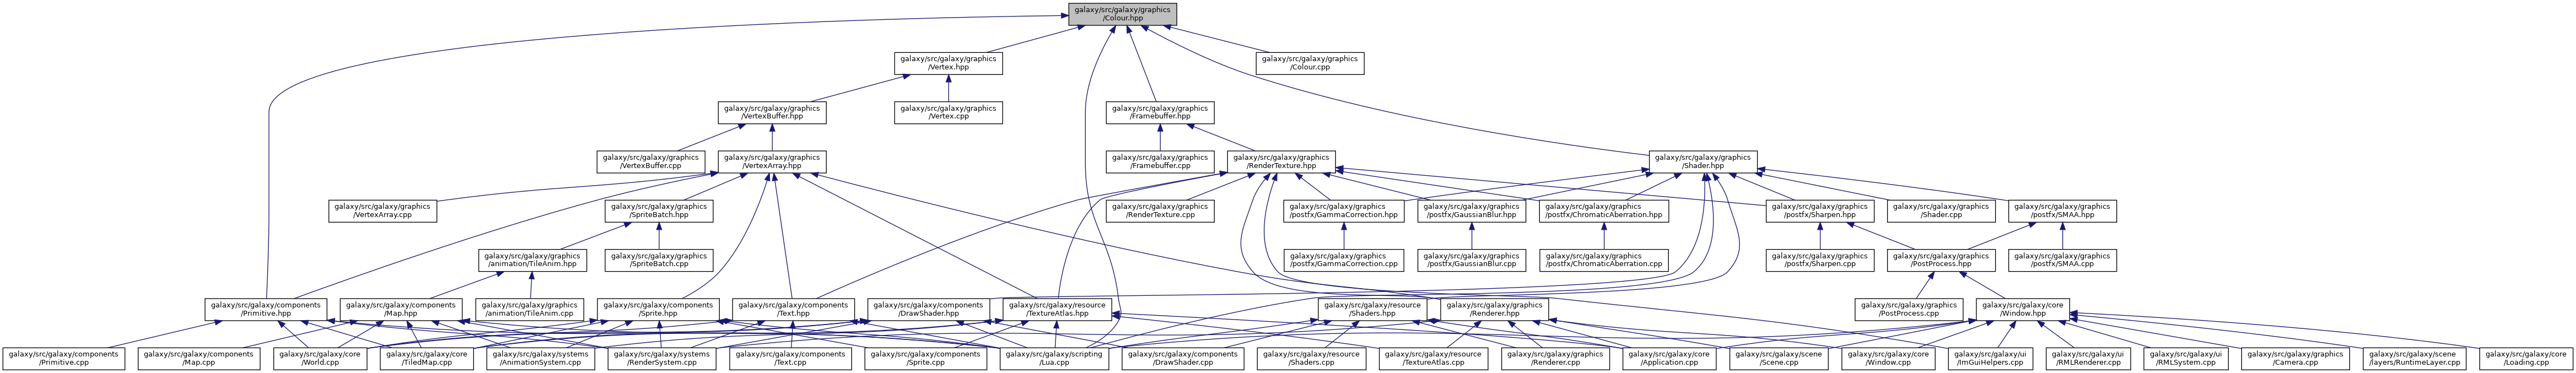 galaxy/src/galaxy/graphics
/Colour.hpp
galaxy/src/galaxy/graphics
/Vertex.hpp
galaxy/src/galaxy/graphics
/Colour.cpp
galaxy/src/galaxy/graphics
/VertexBuffer.hpp
galaxy/src/galaxy/graphics
/Vertex.cpp
galaxy/src/galaxy/graphics
/Framebuffer.hpp
galaxy/src/galaxy/graphics
/VertexBuffer.cpp
galaxy/src/galaxy/graphics
/VertexArray.hpp
galaxy/src/galaxy/graphics
/Framebuffer.cpp
galaxy/src/galaxy/graphics
/RenderTexture.hpp
galaxy/src/galaxy/graphics
/Shader.hpp
galaxy/src/galaxy/graphics
/VertexArray.cpp
galaxy/src/galaxy/graphics
/SpriteBatch.hpp
galaxy/src/galaxy/graphics
/RenderTexture.cpp
galaxy/src/galaxy/graphics
/postfx/GammaCorrection.hpp
galaxy/src/galaxy/graphics
/postfx/GaussianBlur.hpp
galaxy/src/galaxy/graphics
/postfx/ChromaticAberration.hpp
galaxy/src/galaxy/graphics
/postfx/Sharpen.hpp
galaxy/src/galaxy/graphics
/Shader.cpp
galaxy/src/galaxy/graphics
/postfx/SMAA.hpp
galaxy/src/galaxy/graphics
/animation/TileAnim.hpp
galaxy/src/galaxy/graphics
/SpriteBatch.cpp
galaxy/src/galaxy/graphics
/postfx/GammaCorrection.cpp
galaxy/src/galaxy/graphics
/postfx/GaussianBlur.cpp
galaxy/src/galaxy/graphics
/postfx/ChromaticAberration.cpp
galaxy/src/galaxy/graphics
/postfx/Sharpen.cpp
galaxy/src/galaxy/graphics
/PostProcess.hpp
galaxy/src/galaxy/graphics
/postfx/SMAA.cpp
galaxy/src/galaxy/components
/Primitive.hpp
galaxy/src/galaxy/components
/Map.hpp
galaxy/src/galaxy/graphics
/animation/TileAnim.cpp
galaxy/src/galaxy/components
/Sprite.hpp
galaxy/src/galaxy/components
/Text.hpp
galaxy/src/galaxy/components
/DrawShader.hpp
galaxy/src/galaxy/resource
/TextureAtlas.hpp
galaxy/src/galaxy/resource
/Shaders.hpp
galaxy/src/galaxy/graphics
/Renderer.hpp
galaxy/src/galaxy/graphics
/PostProcess.cpp
galaxy/src/galaxy/core
/Window.hpp
galaxy/src/galaxy/components
/Primitive.cpp
galaxy/src/galaxy/components
/Map.cpp
galaxy/src/galaxy/core
/World.cpp
galaxy/src/galaxy/core
/TiledMap.cpp
galaxy/src/galaxy/systems
/AnimationSystem.cpp
galaxy/src/galaxy/systems
/RenderSystem.cpp
galaxy/src/galaxy/components
/Text.cpp
galaxy/src/galaxy/components
/Sprite.cpp
galaxy/src/galaxy/scripting
/Lua.cpp
galaxy/src/galaxy/components
/DrawShader.cpp
galaxy/src/galaxy/resource
/Shaders.cpp
galaxy/src/galaxy/resource
/TextureAtlas.cpp
galaxy/src/galaxy/graphics
/Renderer.cpp
galaxy/src/galaxy/core
/Application.cpp
galaxy/src/galaxy/scene
/Scene.cpp
galaxy/src/galaxy/core
/Window.cpp
galaxy/src/galaxy/ui
/ImGuiHelpers.cpp
galaxy/src/galaxy/ui
/RMLRenderer.cpp
galaxy/src/galaxy/ui
/RMLSystem.cpp
galaxy/src/galaxy/graphics
/Camera.cpp
galaxy/src/galaxy/scene
/layers/RuntimeLayer.cpp
galaxy/src/galaxy/core
/Loading.cpp